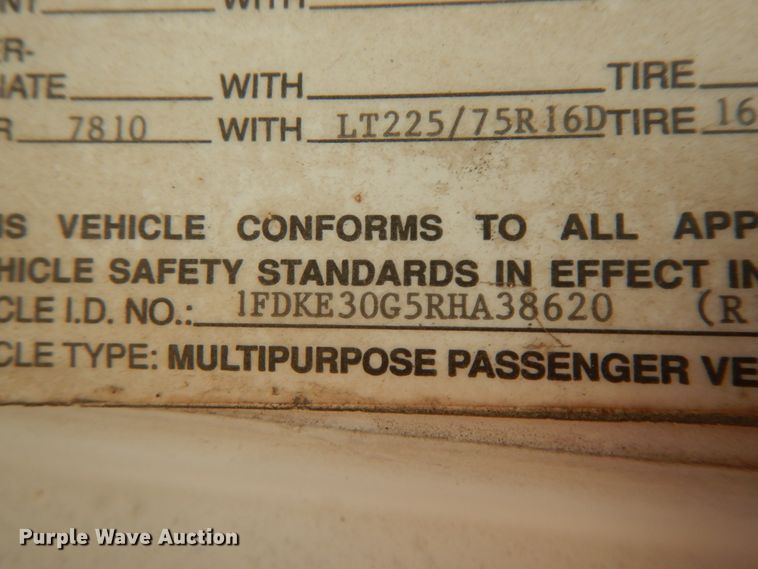 WITH
ER-
IATE WITH TIRE
R 7810 WITH LT225/75R16D TIRE 16
IS VEHICLE CONFORMS TO ALL APP
HICLE SAFETY STANDARDS IN EFFECT IN
CLE I.D. NO.: 1FDKE30G5RHA38620 (R
CLE TYPE: MULTIPURPOSE PASSENGER VE
Purple Wave Auction